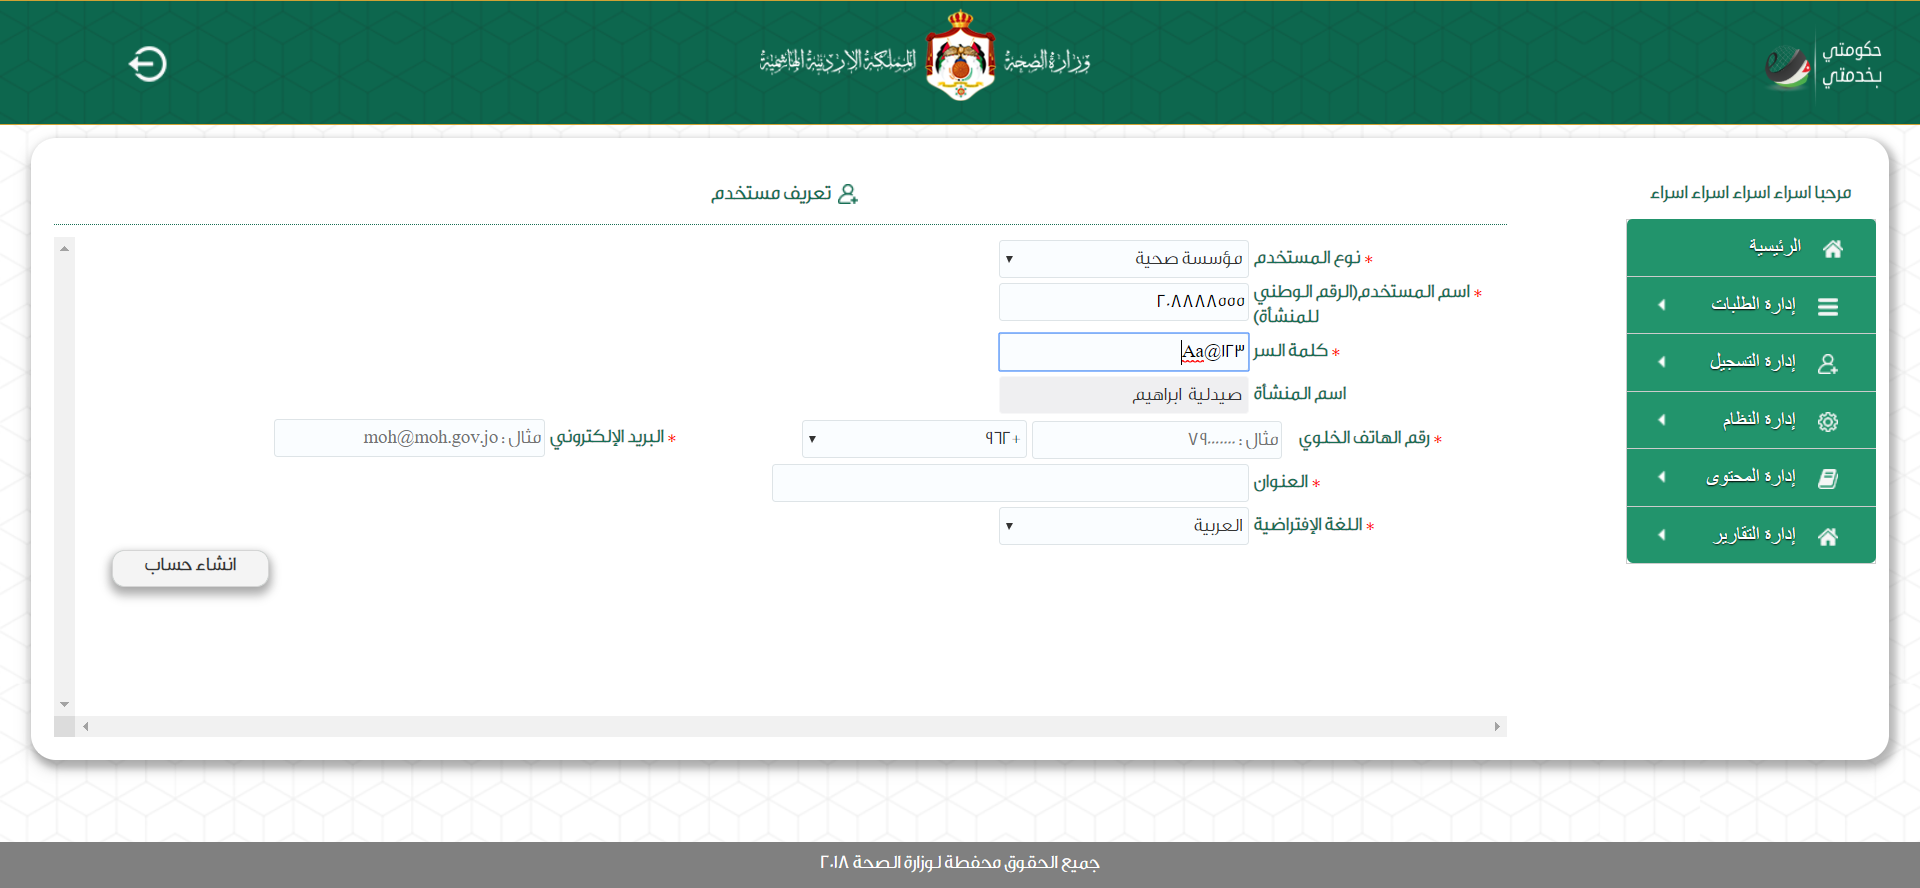 حكومتي
بخدمتي
وزارة الصحة
المملكة الاردنية الهاشمية
مرحبا اسراء اسراء اسراء اسراء
الرئيسية
إدارة الطلبات
إدارة التسجيل
إدارة النظام
إدارة المحتوى
إدارة التقارير
تعريف مستخدم
* نوع المستخدم مؤسسة صحية
* اسم المستخدم(الرقم الوطني
للمنشأة) ٢٠٨٨٨٨٥٥٥
* كلمة السر Aa@١٢٣
اسم المنشأة صيدلية ابراهيم
* رقم الهاتف الخلوي مثال : ٧٩٠٠٠٠٠٠٠ +٩٦٢ * البريد الإلكتروني مثال : moh@moh.gov.jo
* العنوان
* اللغة الإفتراضية العربية
انشاء حساب
جميع الحقوق محفظة لوزارة الصحة ٢٠١٨